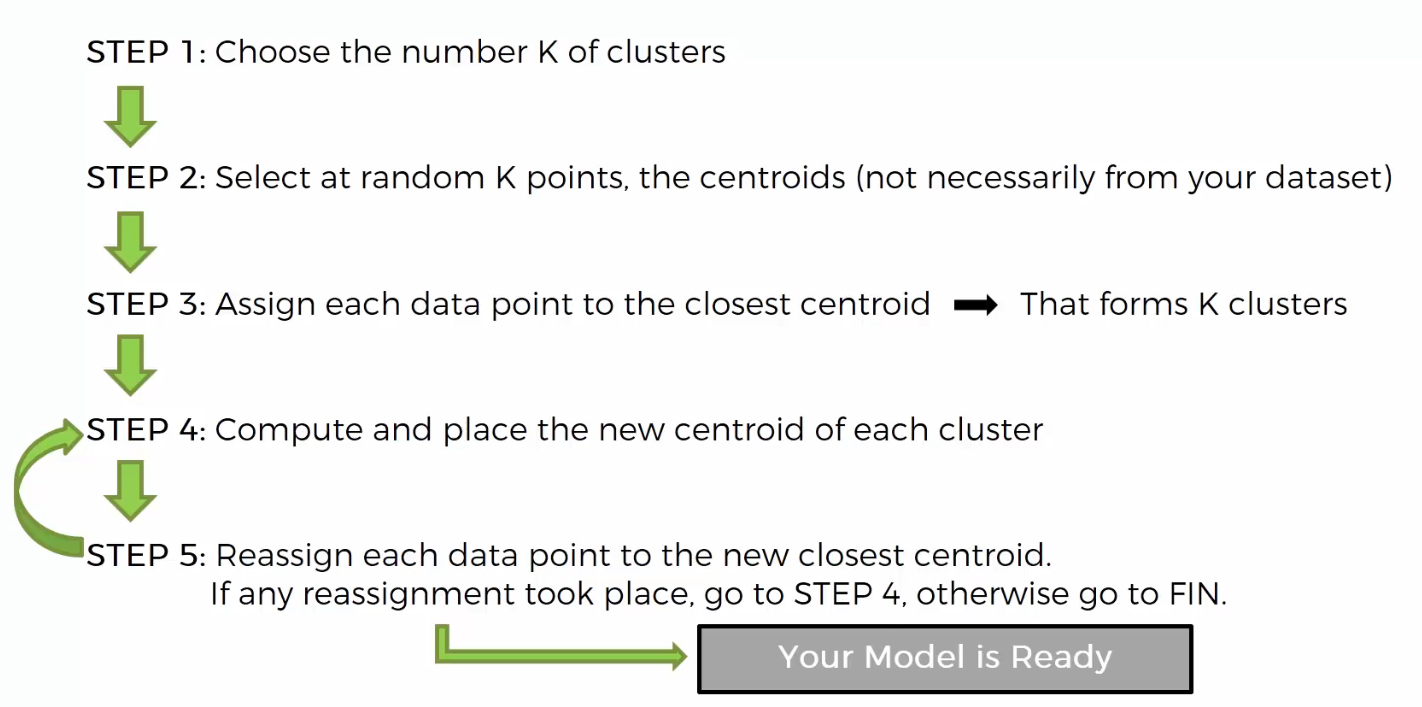 STEP 1: Choose the number K of clusters
STEP 2: Select at random K points, the centroids (not necessarily from your dataset)
STEP 3: Assign each data point to the closest centroid That forms K clusters
STEP 4: Compute and place the new centroid of each cluster
STEP 5: Reassign each data point to the new closest centroid.
If any reassignment took place, go to STEP 4, otherwise go to FIN.
Your Model is Ready